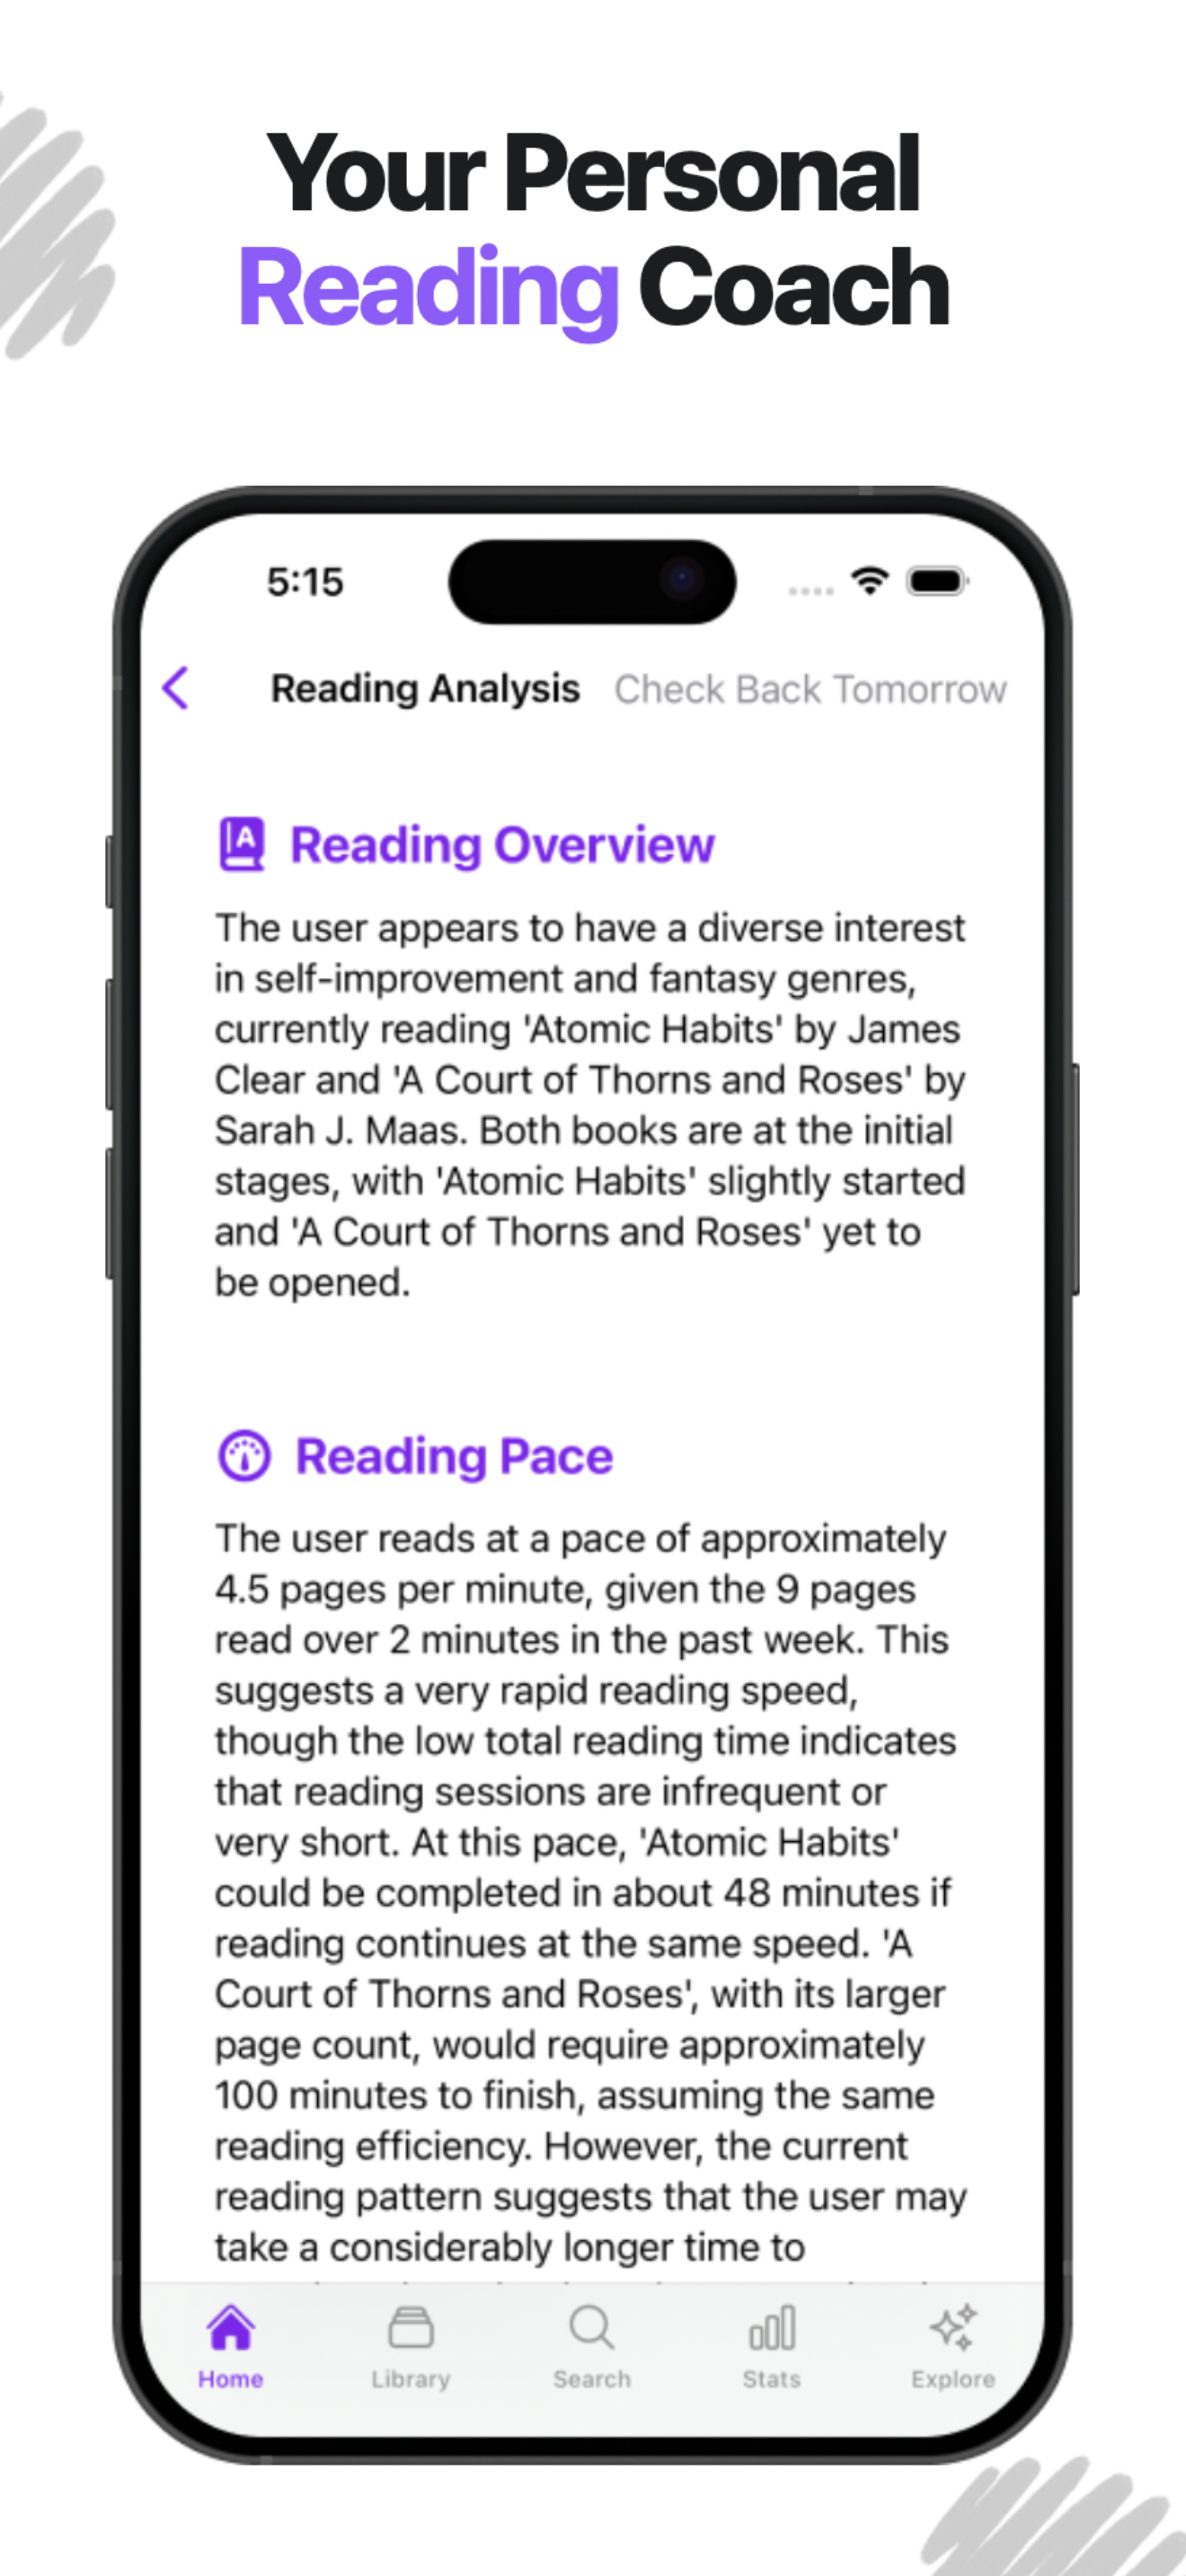 Your Personal
Reading Coach
5:15
Reading Analysis Check Back Tomorrow
Reading Overview
The user appears to have a diverse interest
in self-improvement and fantasy genres,
currently reading 'Atomic Habits' by James
Clear and 'A Court of Thorns and Roses' by
Sarah J. Maas. Both books are at the initial
stages, with 'Atomic Habits' slightly started
and 'A Court of Thorns and Roses' yet to
be opened.
Reading Pace
The user reads at a pace of approximately
4.5 pages per minute, given the 9 pages
read over 2 minutes in the past week. This
suggests a very rapid reading speed,
though the low total reading time indicates
that reading sessions are infrequent or
very short. At this pace, 'Atomic Habits'
could be completed in about 48 minutes if
reading continues at the same speed. 'A
Court of Thorns and Roses', with its larger
page count, would require approximately
100 minutes to finish, assuming the same
reading efficiency. However, the current
reading pattern suggests that the user may
take a considerably longer time to
Home Library Search Stats Explore